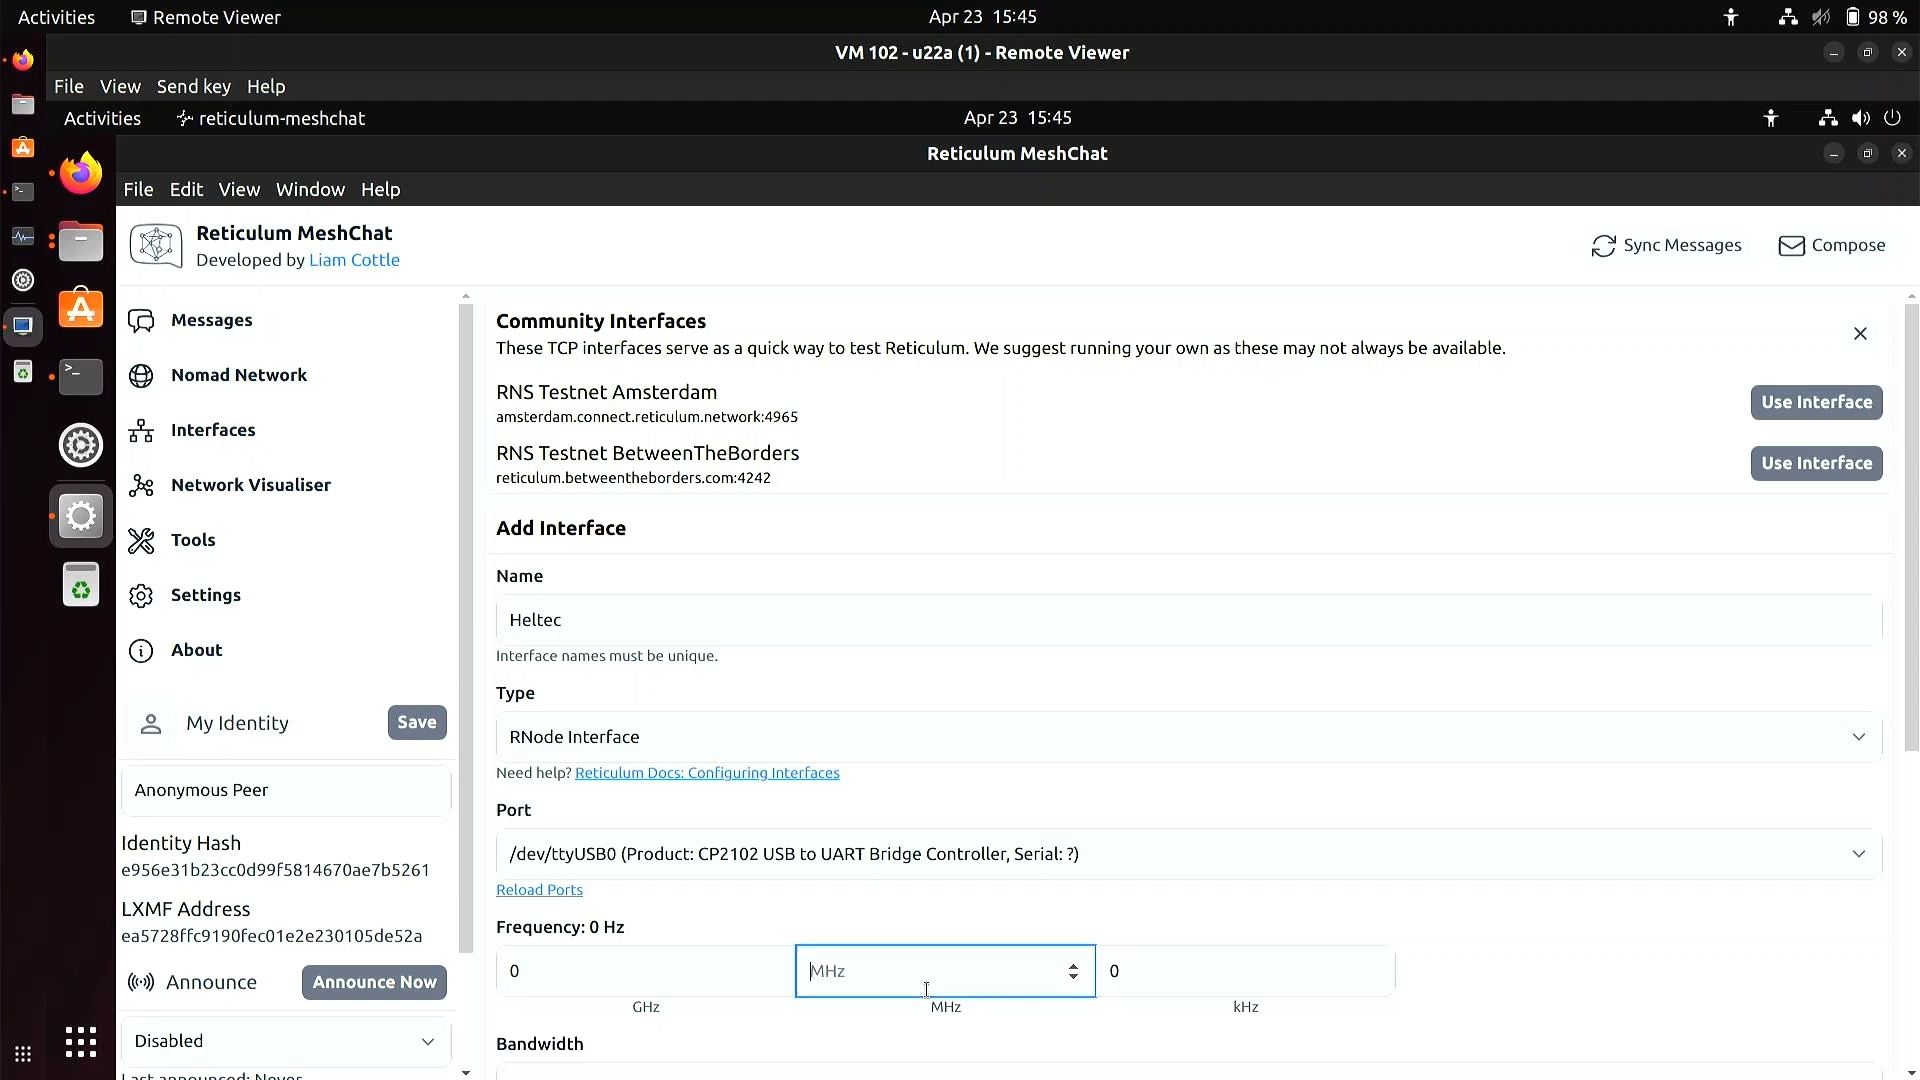 Activities
Remote Viewer
Apr 23 15:45
98 %
VM 102 - u22a (1) - Remote Viewer
File View Send key Help
Activities
reticulum-meshchat
Apr 23 15:45
Reticulum MeshChat
File Edit View Window Help
Reticulum MeshChat
Developed by Liam Cottle
Sync Messages
Compose
Messages
Nomad Network
Interfaces
Network Visualiser
Tools
Settings
About
My Identity
Save
Anonymous Peer
Identity Hash
e956e31b23cc0d99f5814670ae7b5261
LXMF Address
ea5728ffc9190fec01e2e230105de52a
Announce
Announce Now
Disabled
Last announced: Never
Community Interfaces
These TCP interfaces serve as a quick way to test Reticulum. We suggest running your own as these may not always be available.
RNS Testnet Amsterdam
amsterdam.connect.reticulum.network:4965
Use Interface
RNS Testnet BetweenTheBorders
reticulum.betweentheborders.com:4242
Use Interface
Add Interface
Name
Heltec
Interface names must be unique.
Type
RNode Interface
Need help? Reticulum Docs: Configuring Interfaces
Port
/dev/ttyUSB0 (Product: CP2102 USB to UART Bridge Controller, Serial: ?)
Reload Ports
Frequency: 0 Hz
0
MHz
0
GHz
MHz
kHz
Bandwidth